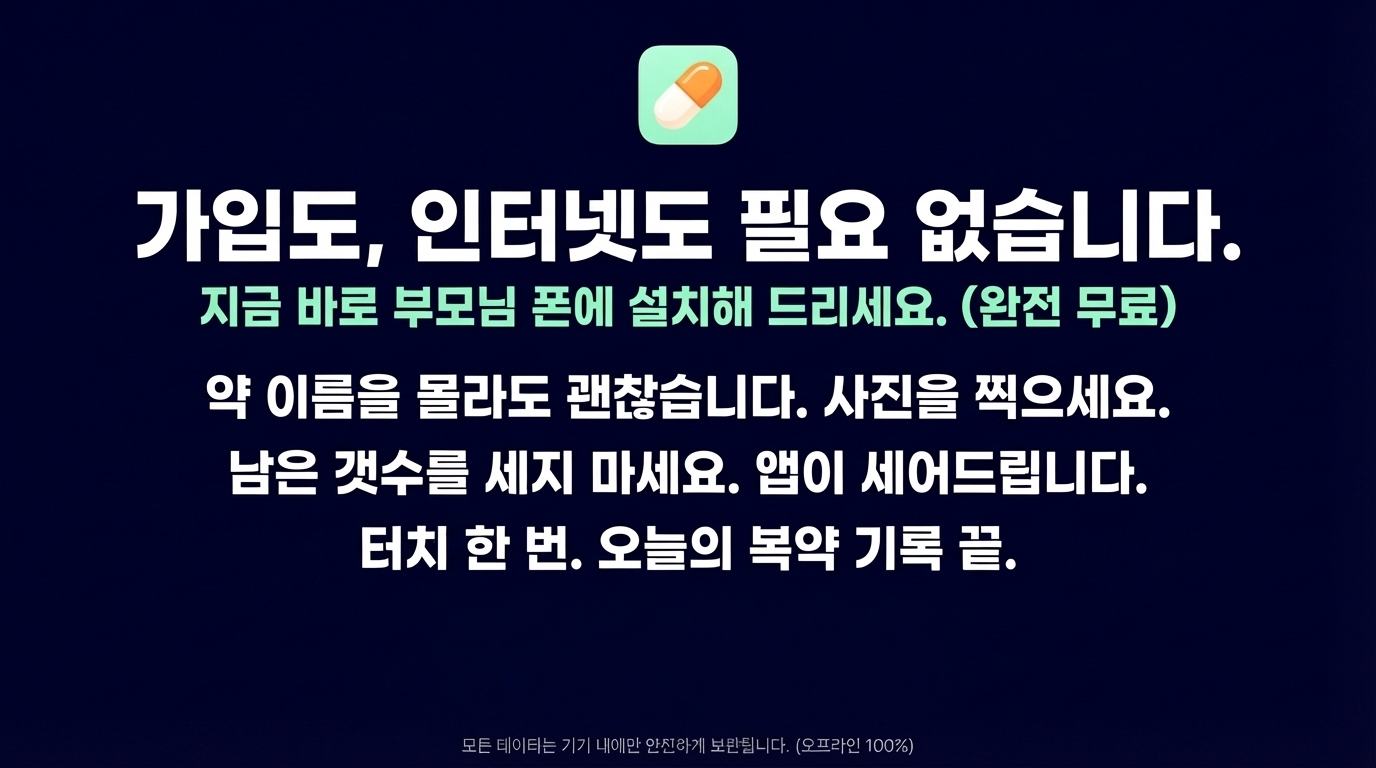 가입도, 인터넷도 필요 없습니다.
지금 바로 부모님 폰에 설치해 드리세요. (완전 무료)
약 이름을 몰라도 괜찮습니다. 사진을 찍으세요.
남은 갯수를 세지 마세요. 앱이 세어드립니다.
터치 한 번. 오늘의 복약 기록 끝.
모든 데이터는 기기 내에만 안전하게 보관됩니다. (오프라인 100%)